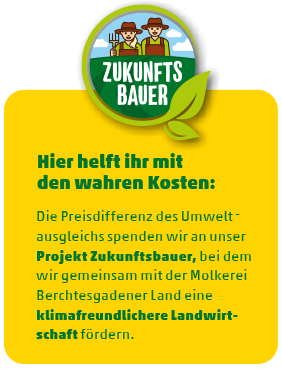 ZUKUNFTS
BAUER
Hier helft ihr mit
den wahren Kosten:
Die Preisdifferenz des Umwelt-
ausgleichs spenden wir an unser
Projekt Zukunftsbauer, bei dem
wir gemeinsam mit der Molkerei
Berchtesgadener Land eine
klimafreundlichere Landwirt-
schaft fördern.